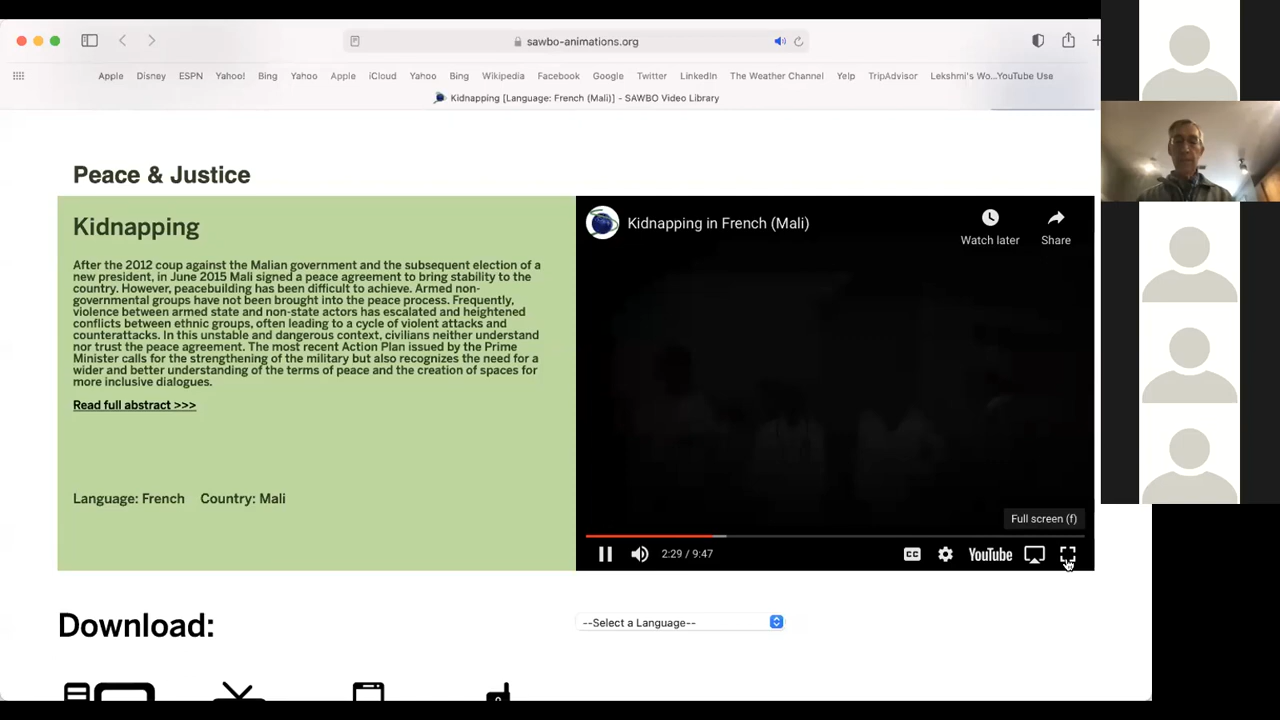 sawbo-animations.org
Apple Disney ESPN Yahoo! Bing Yahoo Apple iCloud Yahoo Bing Wikipedia Facebook Google Twitter LinkedIn The Weather Channel Yelp TripAdvisor Lekshmi's Wo...YouTube Use
Kidnapping [Language: French (Mali)] - SAWBO Video Library
Peace & Justice
Kidnapping
After the 2012 coup against the Malian government and the subsequent election of a
new president, in June 2015 Mali signed a peace agreement to bring stability to the
country. However, peacebuilding has been difficult to achieve. Armed non-
governmental groups have not been brought into the peace process. Frequently,
violence between armed state and non-state actors has escalated and heightened
conflicts between ethnic groups, often leading to a cycle of violent attacks and
counterattacks. In this unstable and dangerous context, civilians neither understand
nor trust the peace agreement. The most recent Action Plan issued by the Prime
Minister calls for the strengthening of the military but also recognizes the need for a
wider and better understanding of the terms of peace and the creation of spaces for
more inclusive dialogues.
Read full abstract >>>
Language: French Country: Mali
Kidnapping in French (Mali)
Watch later
Share
Full screen (f)
2:29 / 9:47
CC
YouTube
Download:
--Select a Language--